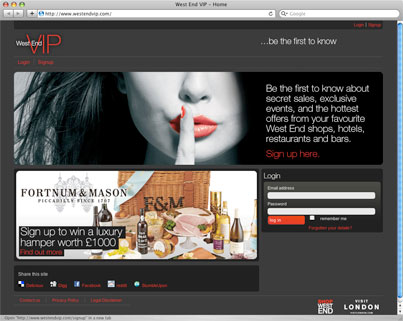 West End VIP – Home
http://www.westendvip.com/
Google
Login | Signup
West End VIP
...be the first to know
Login | Signup
Be the first to know about
secret sales, exclusive
events, and the hottest
offers from your favourite
West End shops, hotels,
restaurants and bars.
Sign up here.
FORTNUM & MASON
PICCADILLY SINCE 1707
F&M
Sign up to win a luxury
hamper worth £1000
Find out more
Login
Email address
Password
log in
remember me
Forgotten your details?
Share this site
Delicious
Digg
Facebook
reddit
StumbleUpon
Contact us | Privacy Policy | Legal Disclaimer
WEST
END
VISIT
LONDON
Open "http://www.westendvip.com/signup" in a new tab